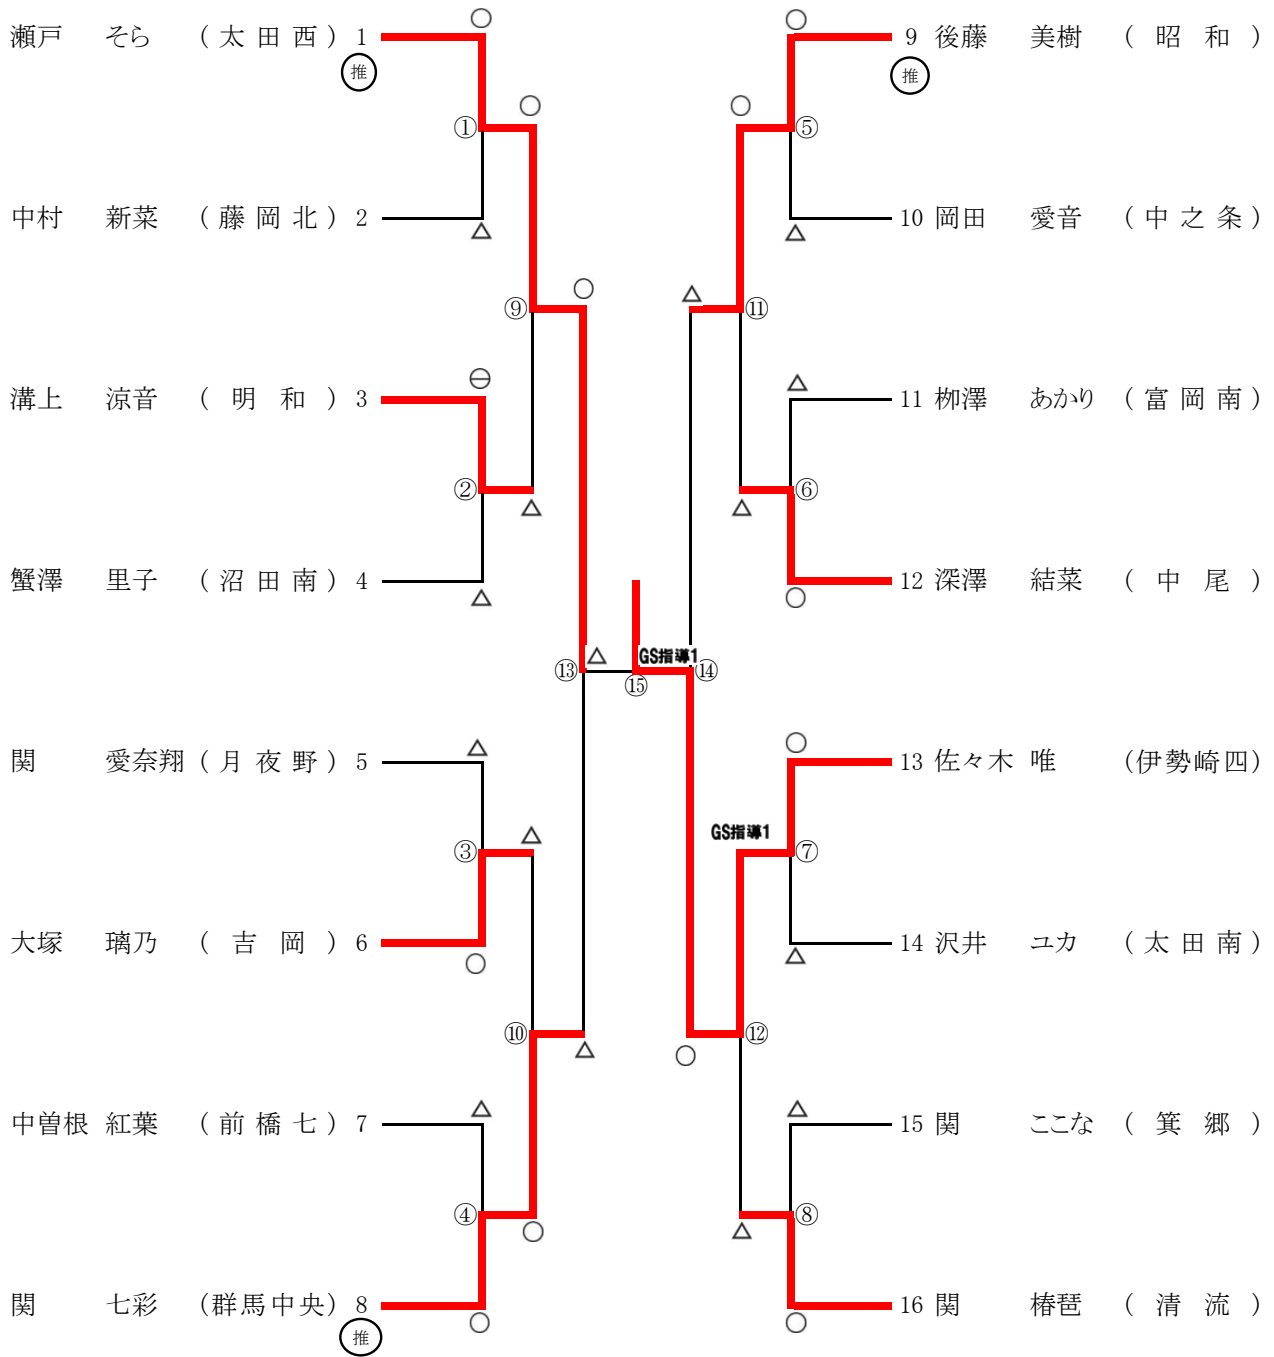 瀬戸 そら (太田西) 1
推
①
中村 新菜 (藤岡北) 2
⑨
溝上 涼音 (明和) 3
②
蟹澤 里子 (沼田南) 4
⑬
関 愛奈翔 (月夜野) 5
③
大塚 璃乃 (吉岡) 6
⑩
中曽根 紅葉 (前橋七) 7
④
関 七彩 (群馬中央) 8
推
GS指導1
⑮
9 後藤 美樹 (昭和)
推
⑤
10 岡田 愛音 (中之条)
⑪
11 栁澤 あかり (富岡南)
⑥
12 深澤 結菜 (中尾)
⑭
13 佐々木 唯 (伊勢崎四)
GS指導1
⑦
14 沢井 ユカ (太田南)
⑫
15 関 ここな (箕郷)
⑧
16 関 椿琶 (清流)